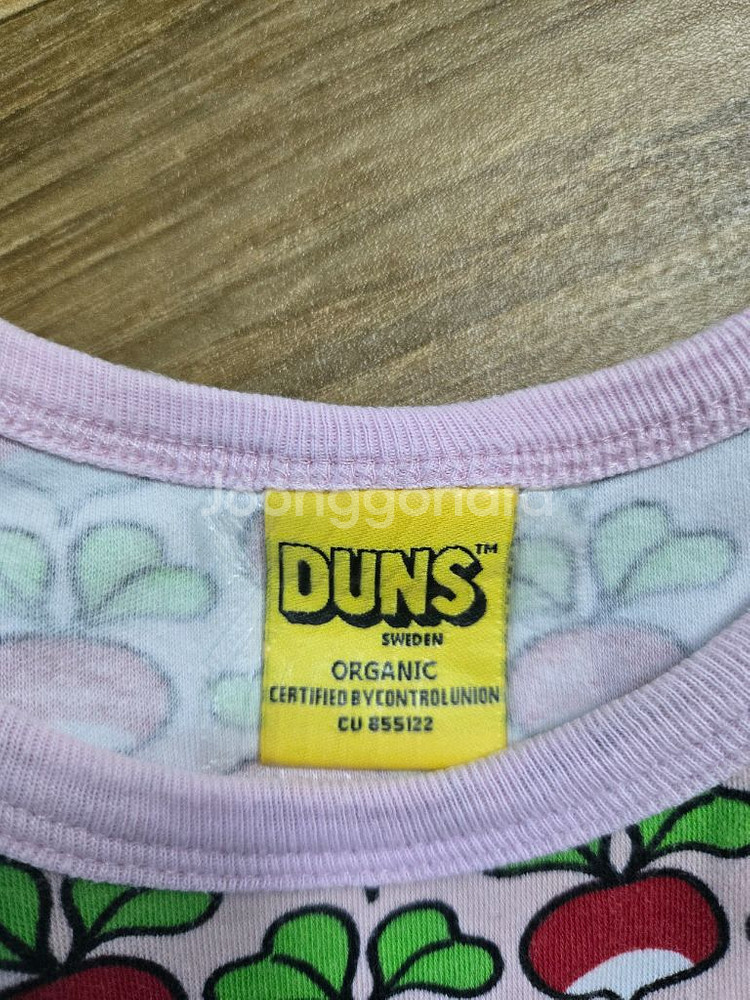 Joonggonara
DUNS™
SWEDEN
ORGANIC
CERTIFIED BY CONTROL UNION
CU 855122